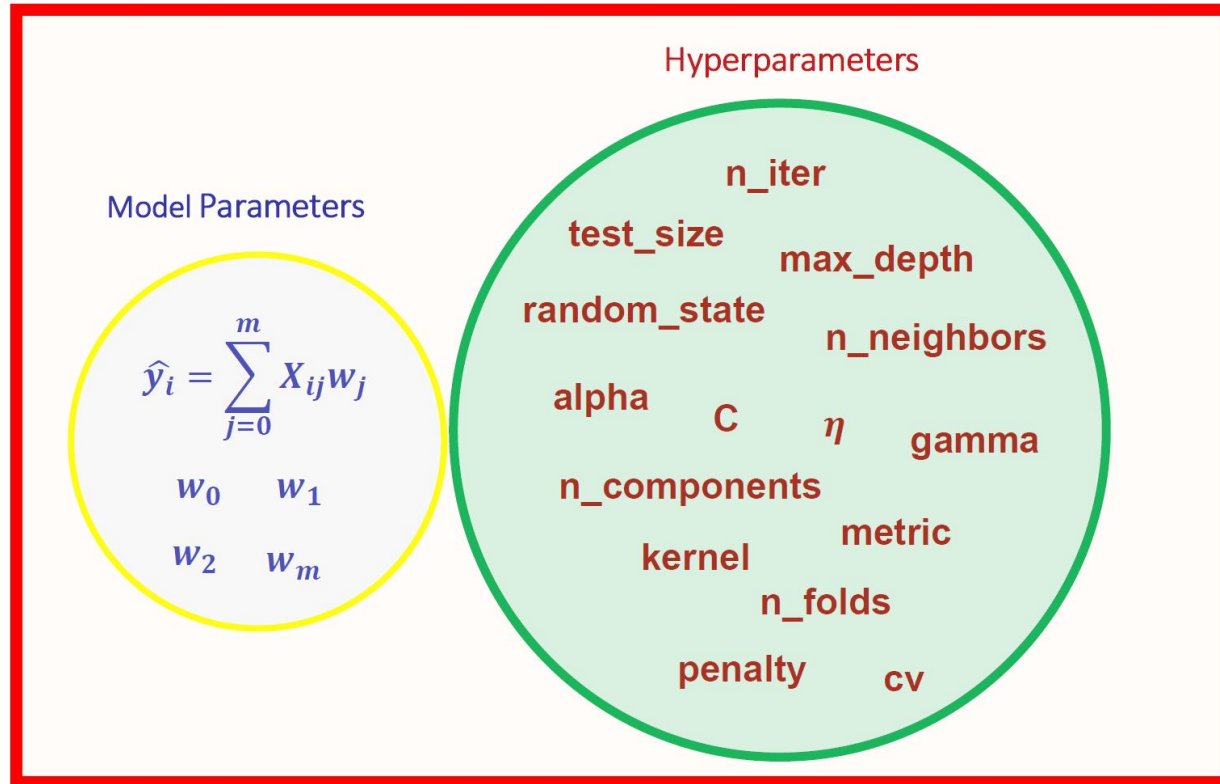 Hyperparameters
Model Parameters
n_iter
test_size
max_depth
random_state
n_neighbors
alpha
C
η
gamma
n_components
metric
kernel
n_folds
penalty
cv
m
ŷᵢ = ∑ Xᵢⱼwⱼ
j=0
w₀ w₁
w₂ wₘ